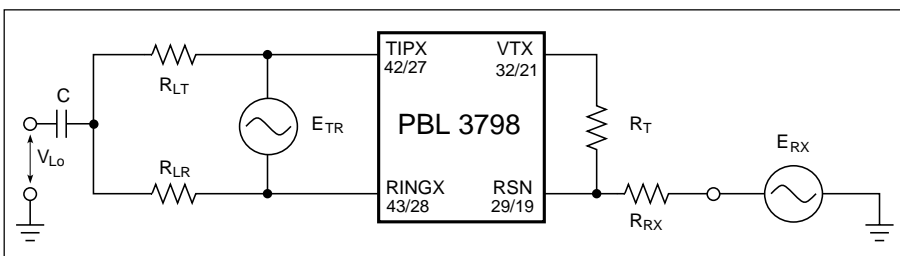 TIPX
42/27
VTX
32/21
R_LT
C
E_TR
PBL 3798
R_T
V_Lo
E_RX
R_LR
RINGX
43/28
RSN
29/19
R_RX